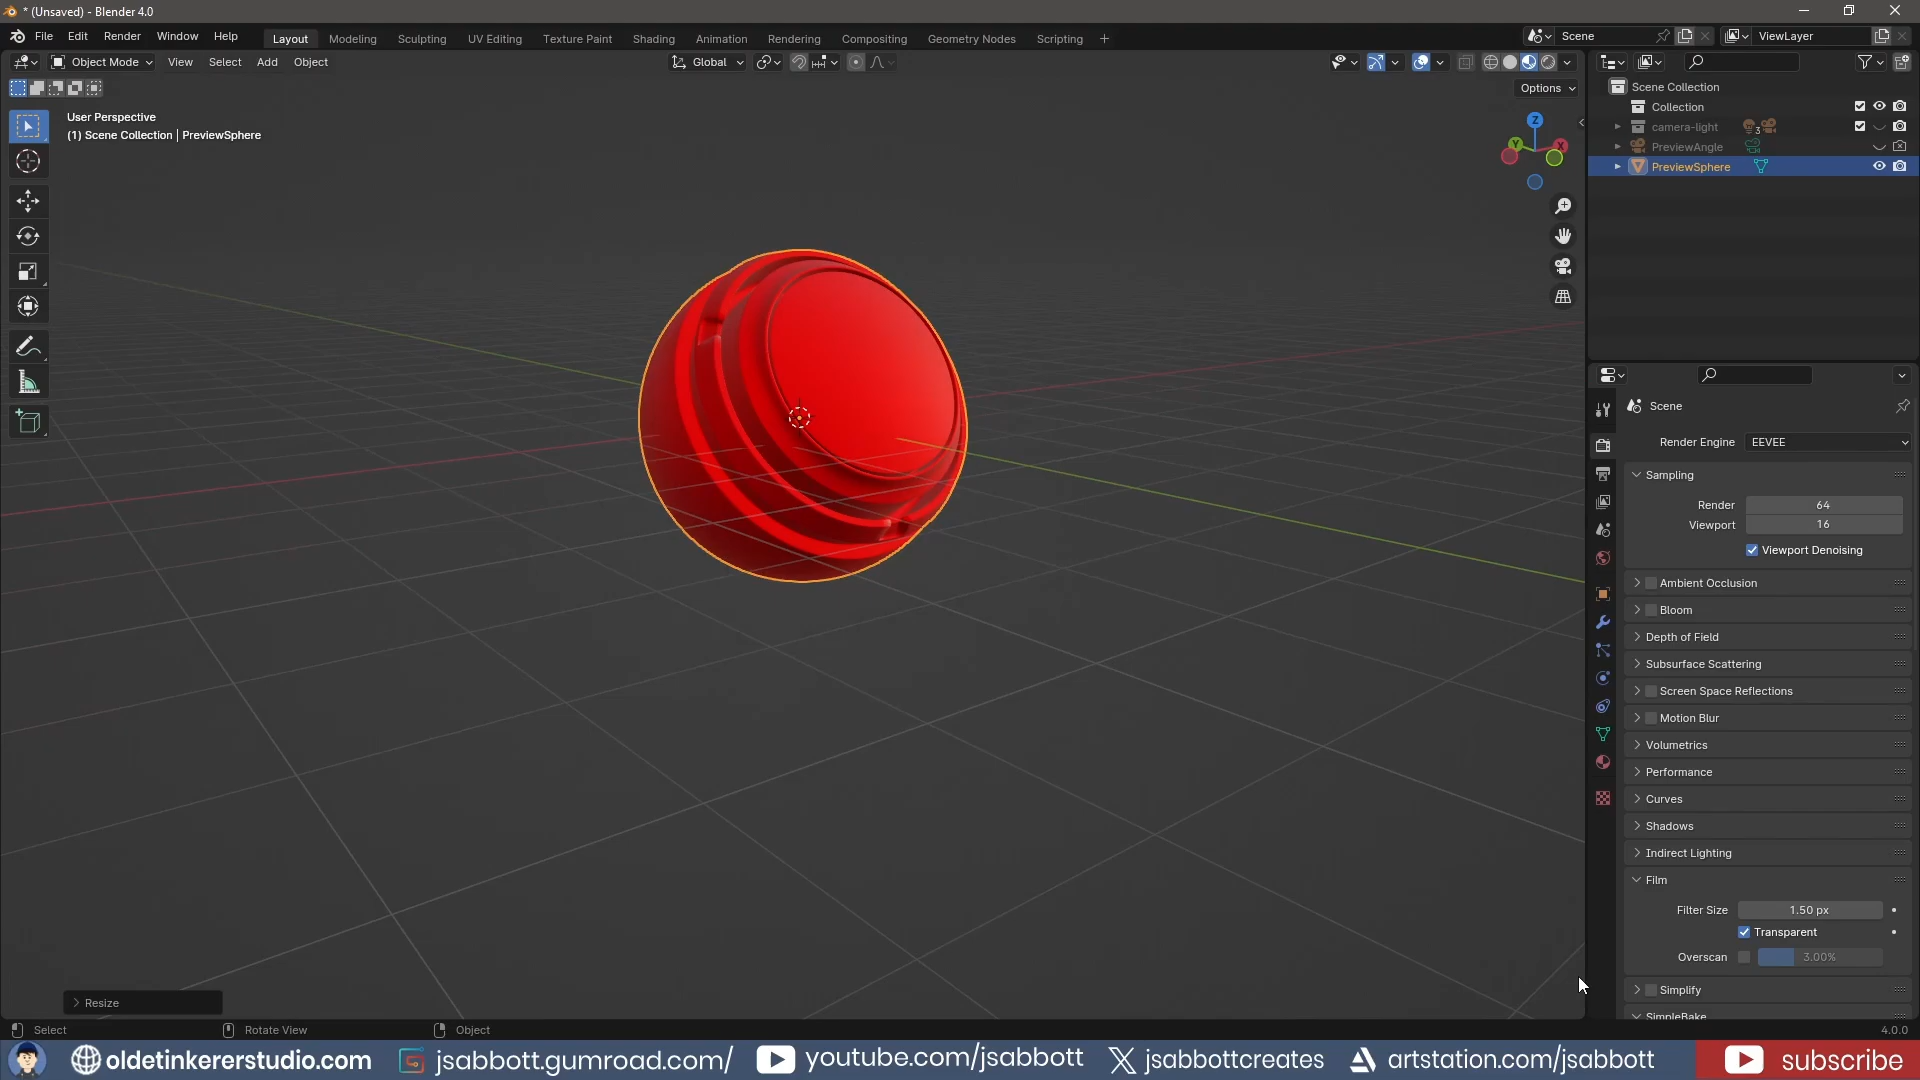 * (Unsaved) - Blender 4.0
File Edit Render Window Help Layout Modeling Sculpting UV Editing Texture Paint Shading Animation Rendering Compositing Geometry Nodes Scripting + Scene ViewLayer
Object Mode View Select Add Object Global
Options
User Perspective
(1) Scene Collection | PreviewSphere
Z
Y X
Scene Collection
Collection
camera-light 3
PreviewAngle
PreviewSphere
Scene
Render Engine EEVEE
Sampling
Render 64
Viewport 16
Viewport Denoising
Ambient Occlusion
Bloom
Depth of Field
Subsurface Scattering
Screen Space Reflections
Motion Blur
Volumetrics
Performance
Curves
Shadows
Indirect Lighting
Film
Filter Size 1.50 px
Transparent
Overscan 3.00%
Simplify
SimpleBake
Resize
Select Rotate View Object 4.0.0
oldetinkererstudio.com jsabbott.gumroad.com/ youtube.com/jsabbott jsabbottcreates artstation.com/jsabbott subscribe